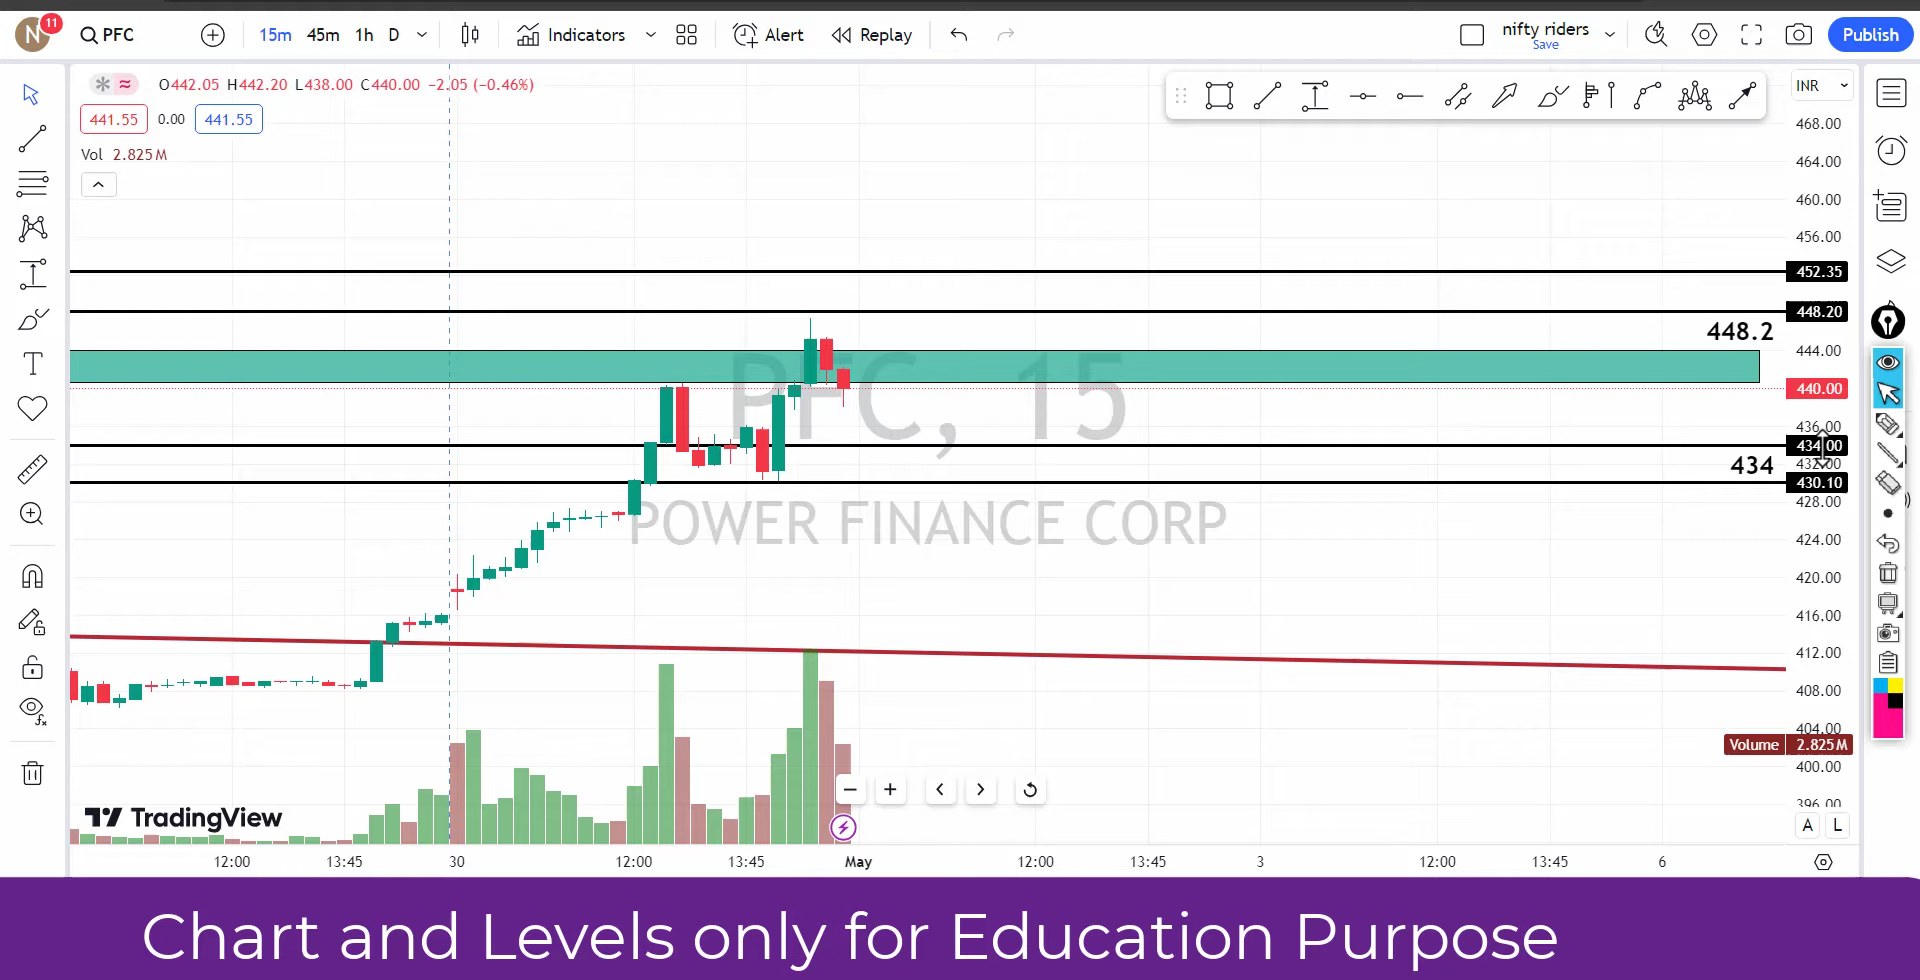 N 11 PFC 15m 45m 1h D Indicators Alert Replay nifty riders Publish
Save
O442.05 H442.20 L438.00 C440.00 −2.05 (−0.46%) INR
441.55 0.00 441.55
468.00
Vol 2.825M
464.00
460.00
456.00
452.35
448.20
448.2
444.00
440.00
PFC, 15
436.00
434.00
434
432.00
430.10
428.00
POWER FINANCE CORP
424.00
420.00
416.00
412.00
408.00
404.00
Volume 2.825M
400.00
396.00
TradingView
A L
12:00 13:45 30 12:00 13:45 May 12:00 13:45 3 12:00 13:45 6
Chart and Levels only for Education Purpose